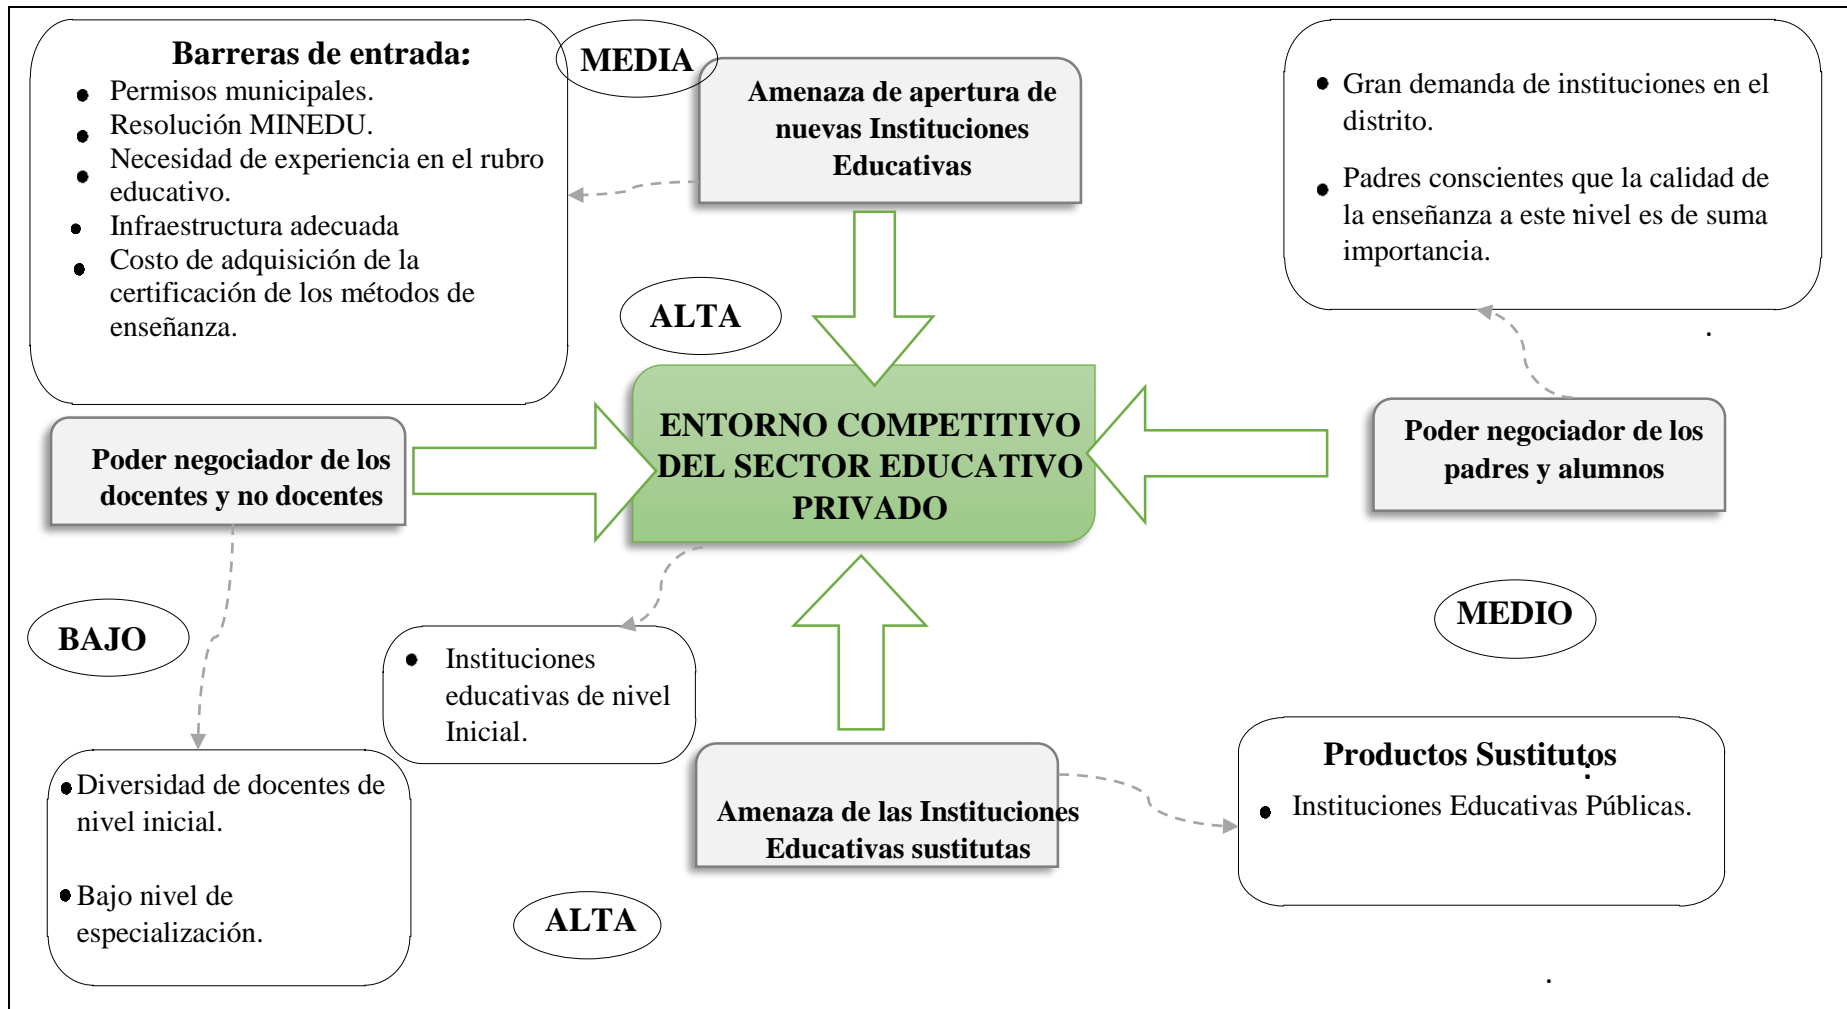 Barreras de entrada:
• Permisos municipales.
• Resolución MINEDU.
• Necesidad de experiencia en el rubro
educativo.
• Infraestructura adecuada
• Costo de adquisición de la
certificación de los métodos de
enseñanza.
MEDIA
Amenaza de apertura de
nuevas Instituciones
Educativas
• Gran demanda de instituciones en el
distrito.
• Padres conscientes que la calidad de
la enseñanza a este nivel es de suma
importancia.
ALTA
Poder negociador de los
docentes y no docentes
ENTORNO COMPETITIVO
DEL SECTOR EDUCATIVO
PRIVADO
Poder negociador de los
padres y alumnos
BAJO
• Instituciones
educativas de nivel
Inicial.
MEDIO
• Diversidad de docentes de
nivel inicial.
• Bajo nivel de
especialización.
Amenaza de las Instituciones
Educativas sustitutas
ALTA
Productos Sustitutos
• Instituciones Educativas Públicas.